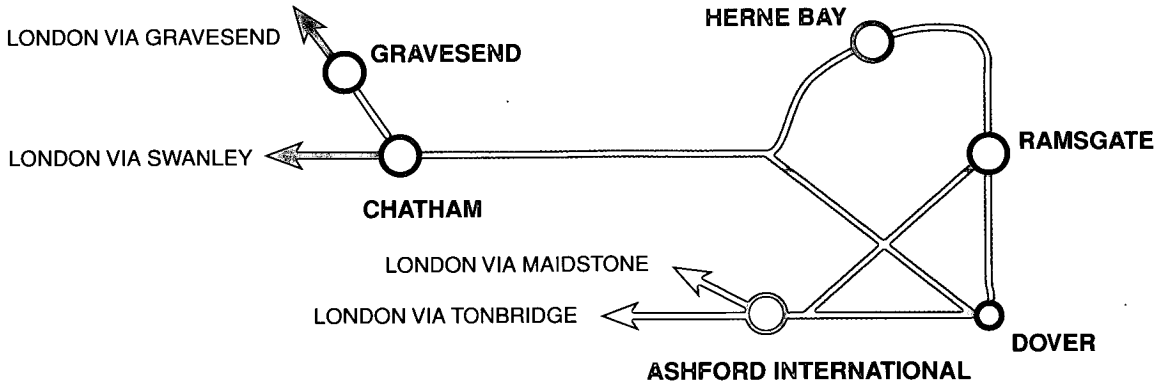 HERNE BAY
LONDON VIA GRAVESEND
GRAVESEND
RAMSGATE
LONDON VIA SWANLEY
CHATHAM
LONDON VIA MAIDSTONE
LONDON VIA TONBRIDGE
DOVER
ASHFORD INTERNATIONAL